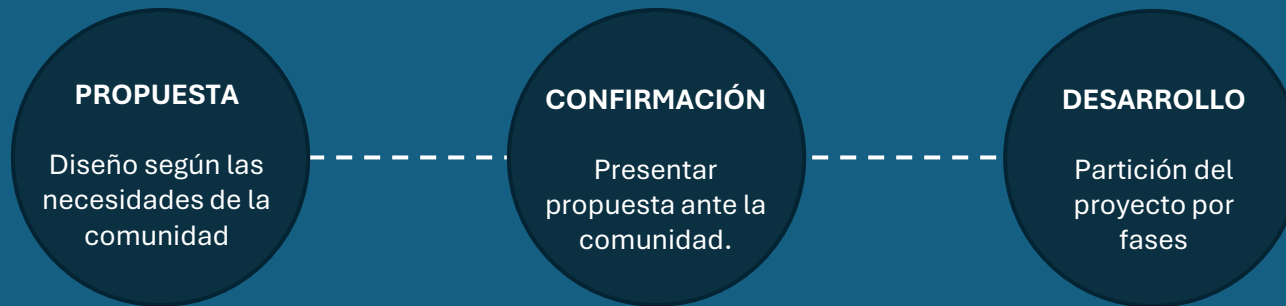 PROPUESTA
Diseño según las
necesidades de la
comunidad
CONFIRMACIÓN
Presentar
propuesta ante la
comunidad.
DESARROLLO
Partición del
proyecto por
fases